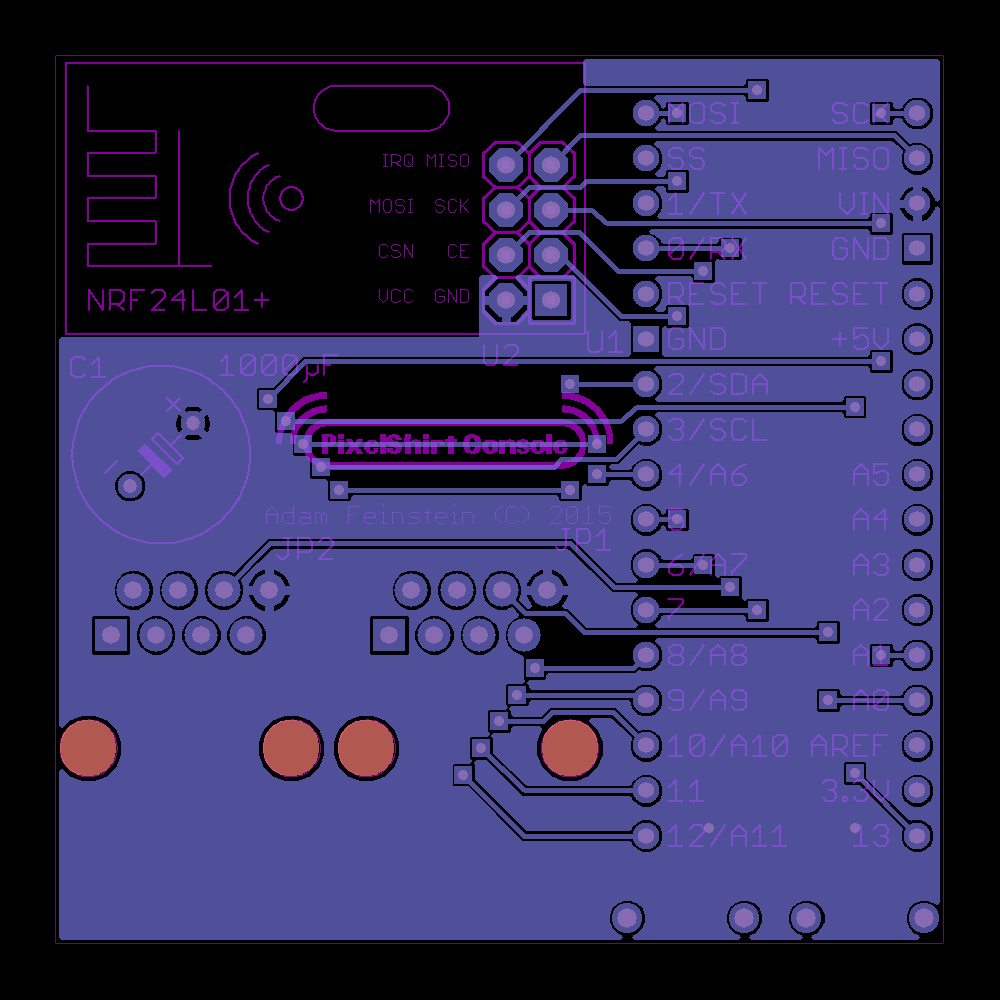 IRQ MISO
MOSI SCK
CSN CE
VCC GND
NRF24L01+
U2
U1
C1
1000µF
+
-
PixelShirt Console
Adam Feinstein (C) 2015
JP2
JP1
MOSI SCK
SS MISO
1/TX VIN
0/RX GND
RESET RESET
GND +5V
2/SDA
3/SCL
4/A6 A5
5 A4
6/A7 A3
7 A2
8/A8 A1
9/A9 A0
10/A10 AREF
11 3.3V
12/A11 13